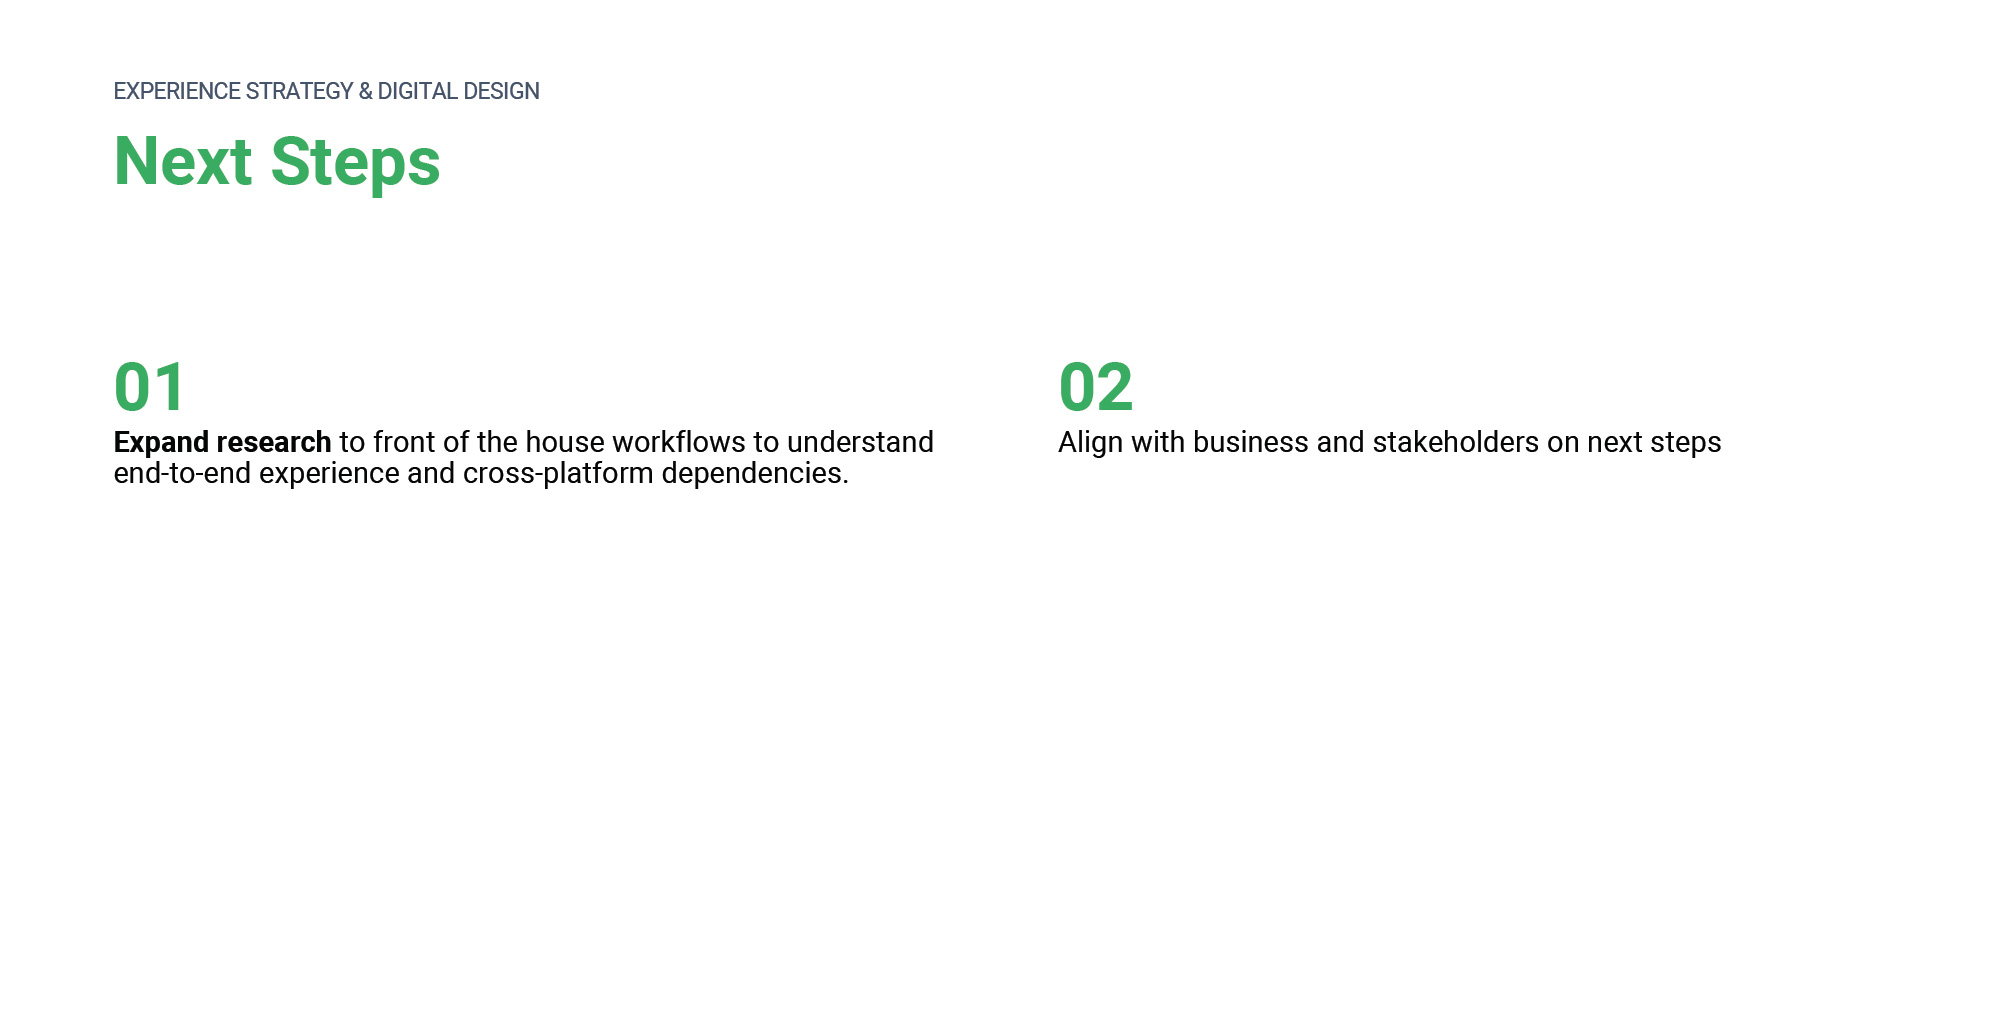 EXPERIENCE STRATEGY & DIGITAL DESIGN
Next Steps
01
Expand research to front of the house workflows to understand
end-to-end experience and cross-platform dependencies.
02
Align with business and stakeholders on next steps